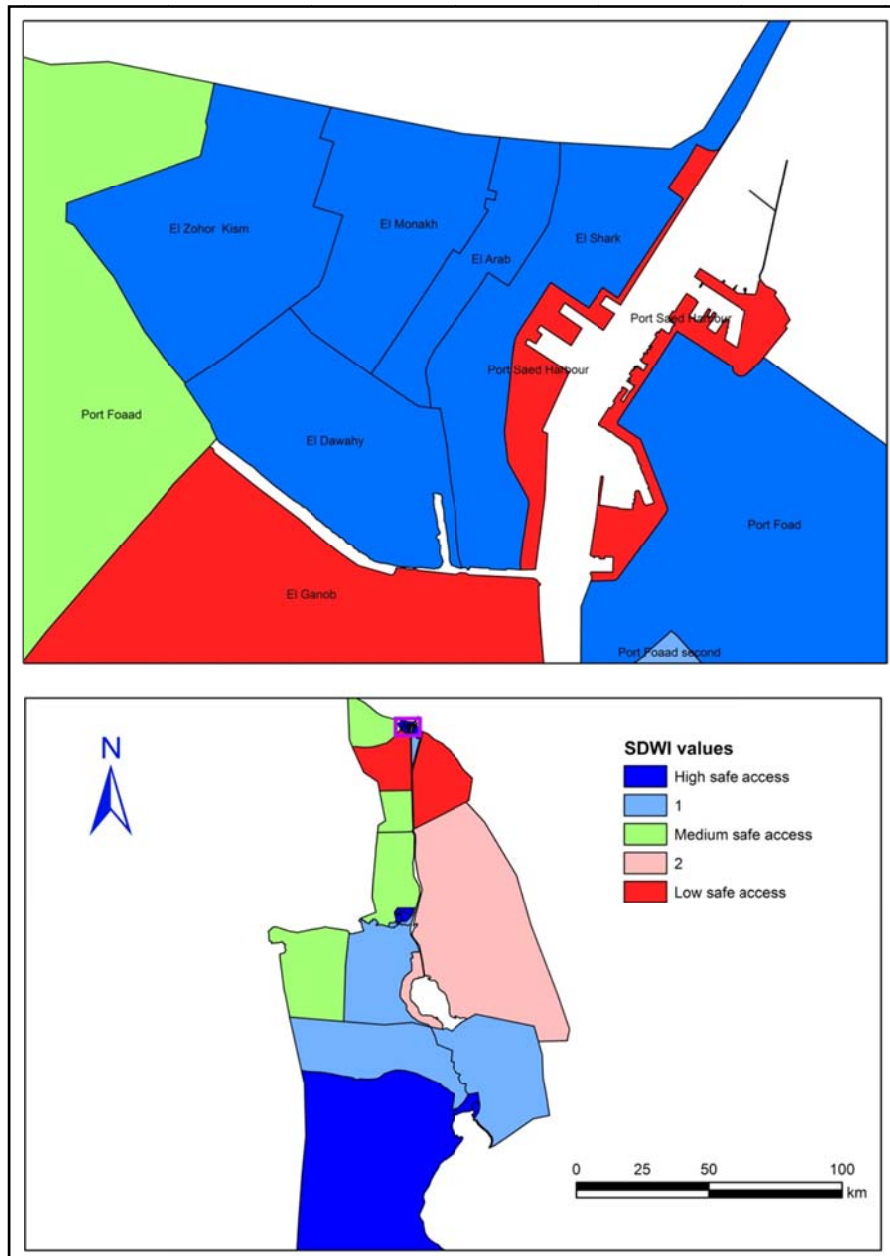 El Zohor Kism
El Monakh
El Arab
El Shark
Port Saed Harbour
Port Saed Harbour
Port Foaad
El Dawahy
Port Foad
El Ganob
Port Foaad second
N
SDWI values
High safe access
1
Medium safe access
2
Low safe access
0 25 50 100
km